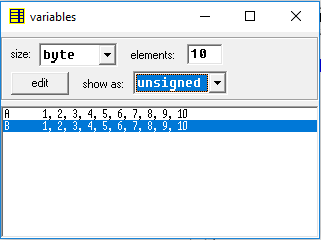 variables
size: byte elements: 10
edit show as: unsigned
A 1, 2, 3, 4, 5, 6, 7, 8, 9, 10
B 1, 2, 3, 4, 5, 6, 7, 8, 9, 10